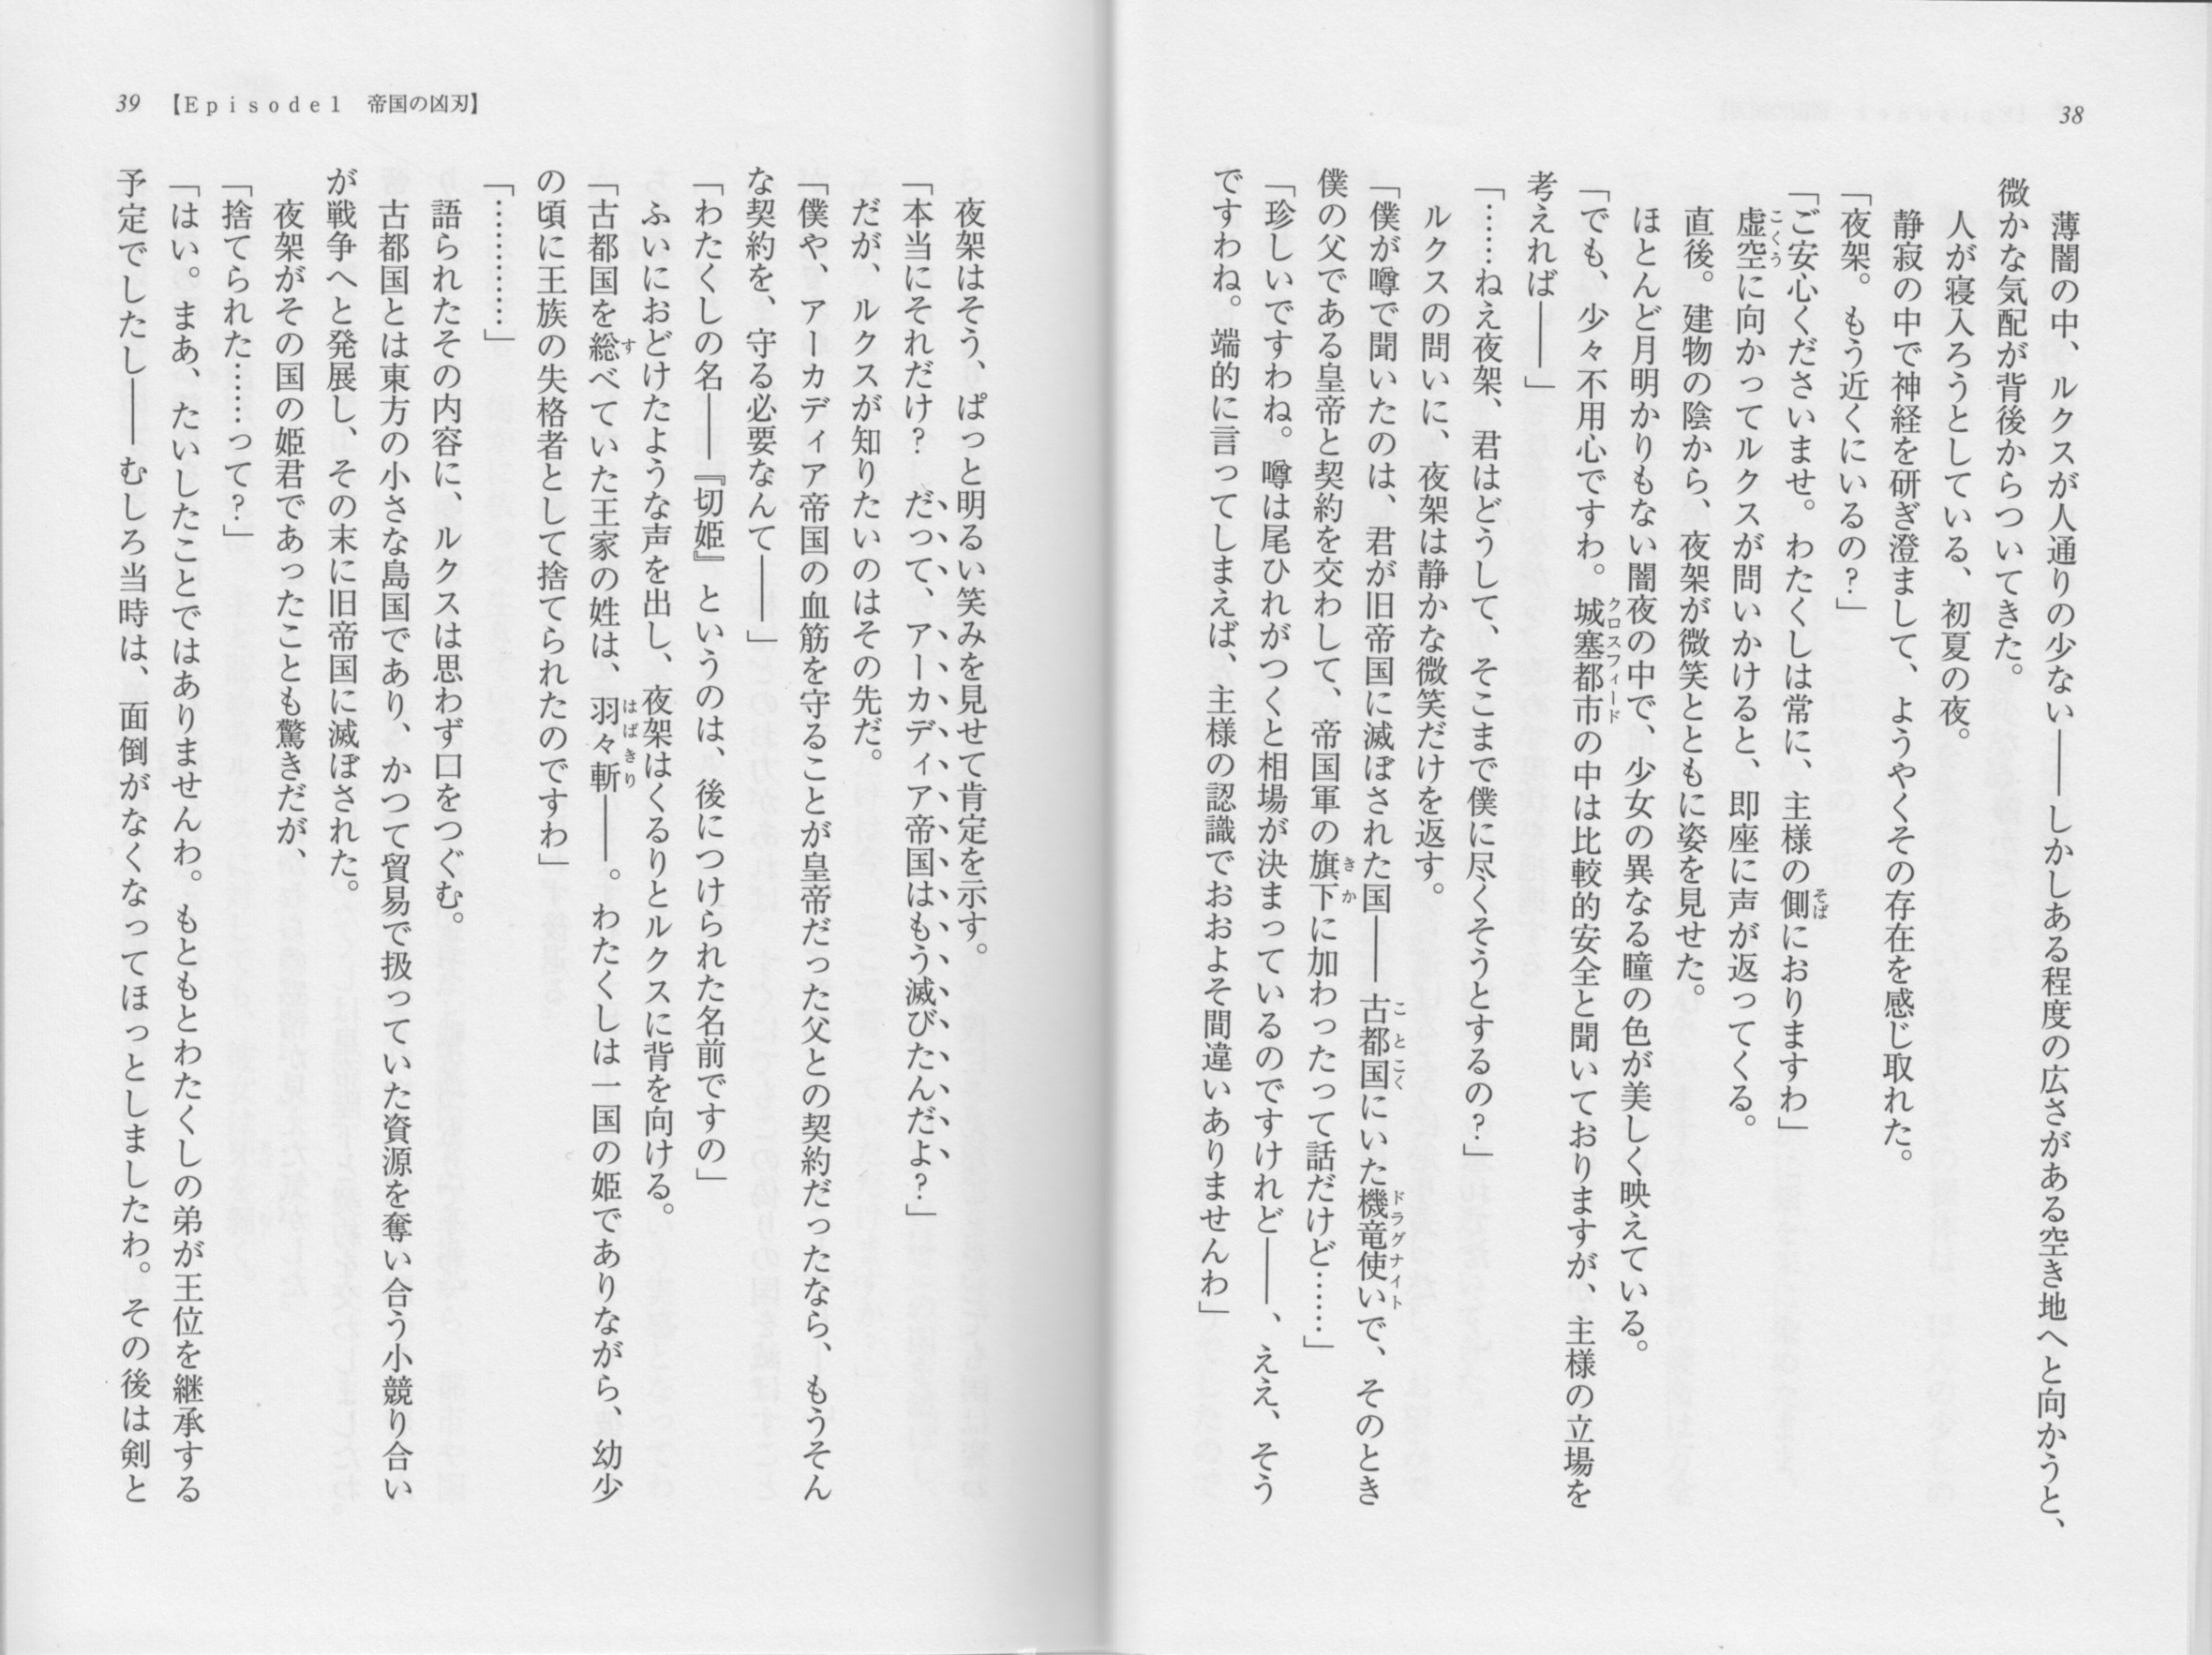 38
薄闇の中、ルクスが人通りの少ない――しかしある程度の広さがある空き地へと向かうと、
微かな気配が背後からついてきた。
人が寝入ろうとしている、初夏の夜。
静寂の中で神経を研ぎ澄まして、ようやくその存在を感じ取れた。
「夜架。もう近くにいるの？」
「ご安心くださいませ。わたくしは常に、主様の側におりますわ」
虚空に向かってルクスが問いかけると、即座に声が返ってくる。
直後。建物の陰から、夜架が微笑とともに姿を見せた。
ほとんど月明かりもない闇夜の中で、少女の異なる瞳の色が美しく映えている。
「でも、少々不用心ですわ。城塞都市の中は比較的安全と聞いておりますが、主様の立場を
考えれば――」
「……ねえ夜架、君はどうして、そこまで僕に尽くそうとするの？」
ルクスの問いに、夜架は静かな微笑だけを返す。
「僕が噂で聞いたのは、君が旧帝国に滅ぼされた国――古都国にいた機竜使いで、そのとき
僕の父である皇帝と契約を交わして、帝国軍の旗下に加わったって話だけど……」
「珍しいですわね。噂は尾ひれがつくと相場が決まっているのですけれど――、ええ、そう
ですわね。端的に言ってしまえば、主様の認識でおおよそ間違いありませんわ」
39 【Episode1 帝国の凶刃】
夜架はそう、ぱっと明るい笑みを見せて肯定を示す。
「本当にそれだけ？ だって、アーカディア帝国はもう滅びたんだよ？」
だが、ルクスが知りたいのはその先だ。
「僕や、アーカディア帝国の血筋を守ることが皇帝だった父との契約だったなら、もうそん
な契約を、守る必要なんて――」
「わたくしの名――『切姫』というのは、後につけられた名前ですの」
ふいにおどけたような声を出し、夜架はくるりとルクスに背を向ける。
「古都国を総べていた王家の姓は、羽々斬――。わたくしは一国の姫でありながら、幼少
の頃に王族の失格者として捨てられたのですわ」
「…………」
語られたその内容に、ルクスは思わず口をつぐむ。
古都国とは東方の小さな島国であり、かつて貿易で扱っていた資源を奪い合う小競り合い
が戦争へと発展し、その末に旧帝国に滅ぼされた。
夜架がその国の姫君であったことも驚きだが、
「捨てられた……って？」
「はい。まあ、たいしたことではありませんわ。もともとわたくしの弟が王位を継承する
予定でしたし――むしろ当時は、面倒がなくなってほっとしましたわ。その後は剣と